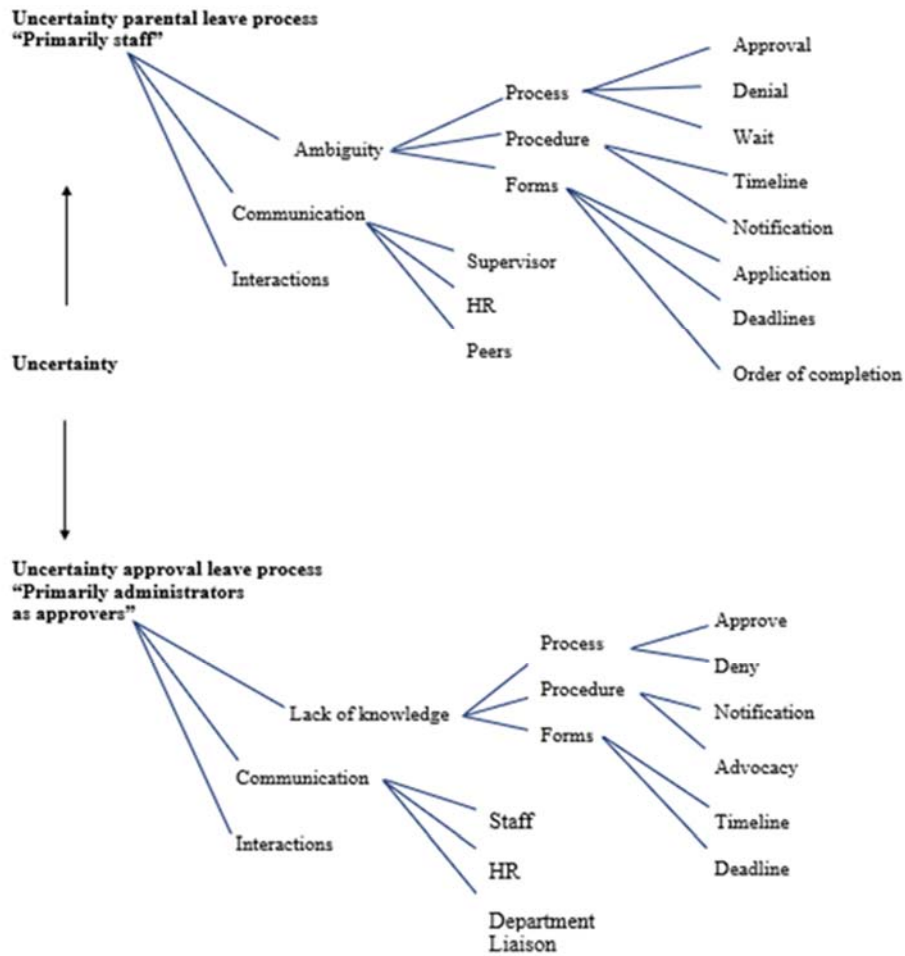 Uncertainty parental leave process
“Primarily staff”
Approval
Process
Denial
Ambiguity
Procedure
Wait
Forms
Timeline
Communication
Notification
Supervisor
Interactions
Application
HR
Deadlines
Peers
Uncertainty
Order of completion
Uncertainty approval leave process
“Primarily administrators
as approvers”
Approve
Process
Deny
Procedure
Lack of knowledge
Notification
Forms
Communication
Advocacy
Staff
Timeline
Interactions
HR
Deadline
Department
Liaison